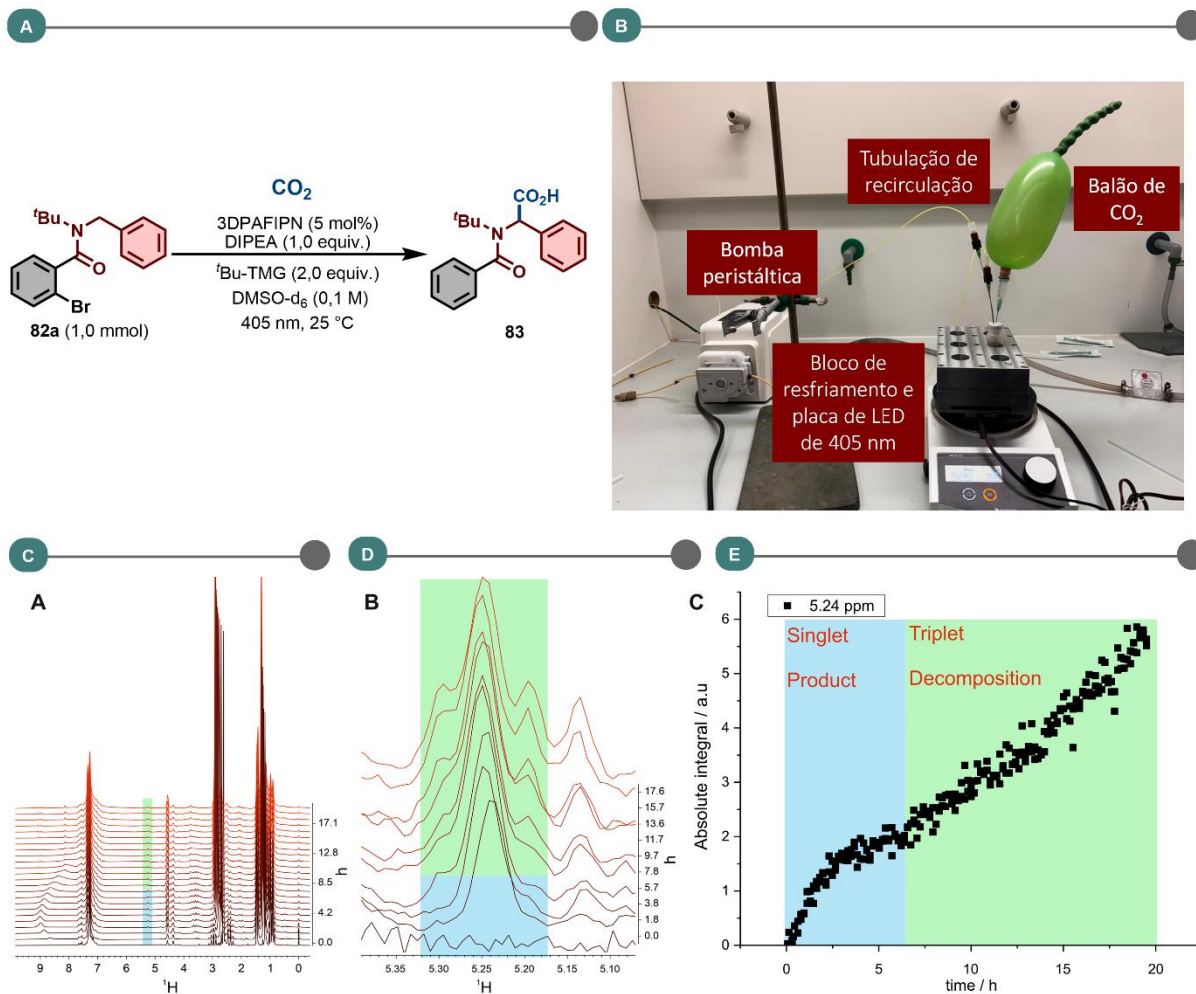 A
B
CO2
3DPAFIPN (5 mol%)
DIPEA (1,0 equiv.)
tBu-TMG (2,0 equiv.)
DMSO-d6 (0,1 M)
405 nm, 25 °C
tBu
N
O
Br
82a (1,0 mmol)
CO2H
tBu
N
O
83
Tubulação de
recirculação
Balão de
CO2
Bomba
peristáltica
Bloco de
resfriamento e
placa de LED
de 405 nm
C
D
E
A
17.1
12.8
8.5
4.2
0.0
h
9 8 7 6 5 4 3 2 1 0
1H
B
17.6
15.7
13.6
11.7
9.7
7.8
5.7
3.8
1.8
0.0
h
5.35 5.30 5.25 5.20 5.15 5.10
1H
C
5.24 ppm
Singlet
Product
Triplet
Decomposition
Absolute integral / a.u
6
5
4
3
2
1
0
0 5 10 15 20
time / h